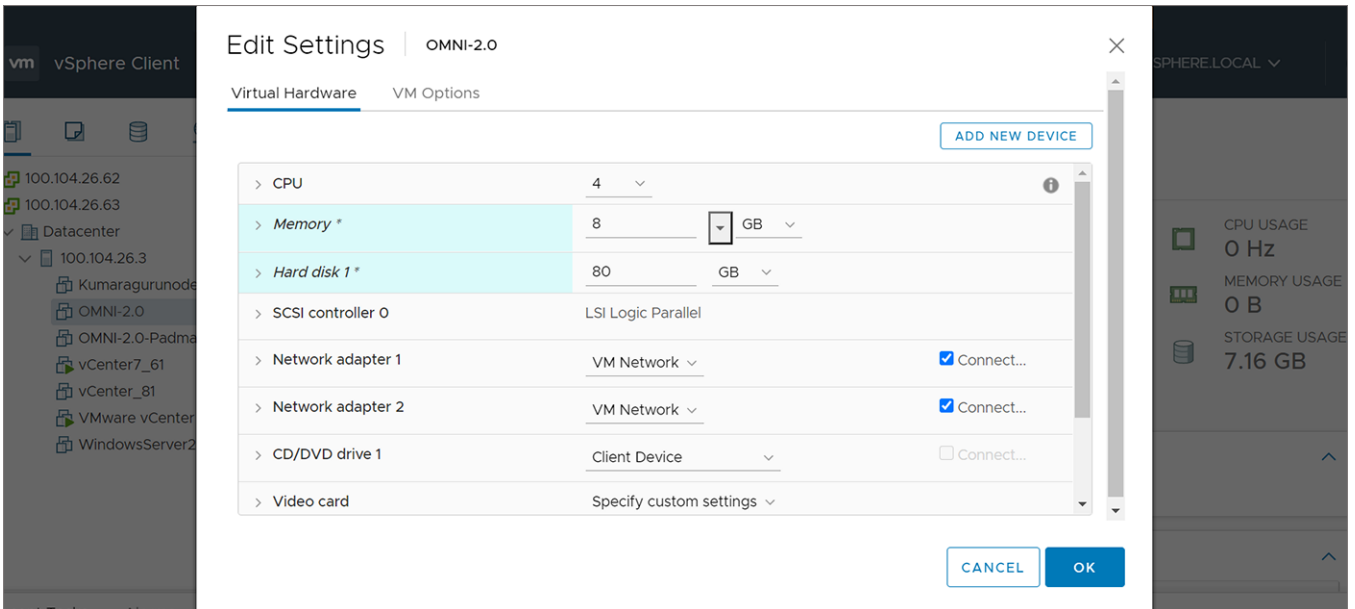 Edit Settings OMNI-2.0
vm vSphere Client
SPHERE.LOCAL
Virtual Hardware VM Options
ADD NEW DEVICE
100.104.26.62
100.104.26.63
Datacenter
100.104.26.3
Kumaragurunode
OMNI-2.0
OMNI-2.0-Padma
vCenter7_61
vCenter_81
VMware vCenter
WindowsServer2
CPU 4
Memory * 8 GB
Hard disk 1 * 80 GB
SCSI controller 0 LSI Logic Parallel
Network adapter 1 VM Network Connect...
Network adapter 2 VM Network Connect...
CD/DVD drive 1 Client Device Connect...
Video card Specify custom settings
CANCEL OK
CPU USAGE
0 Hz
MEMORY USAGE
0 B
STORAGE USAGE
7.16 GB